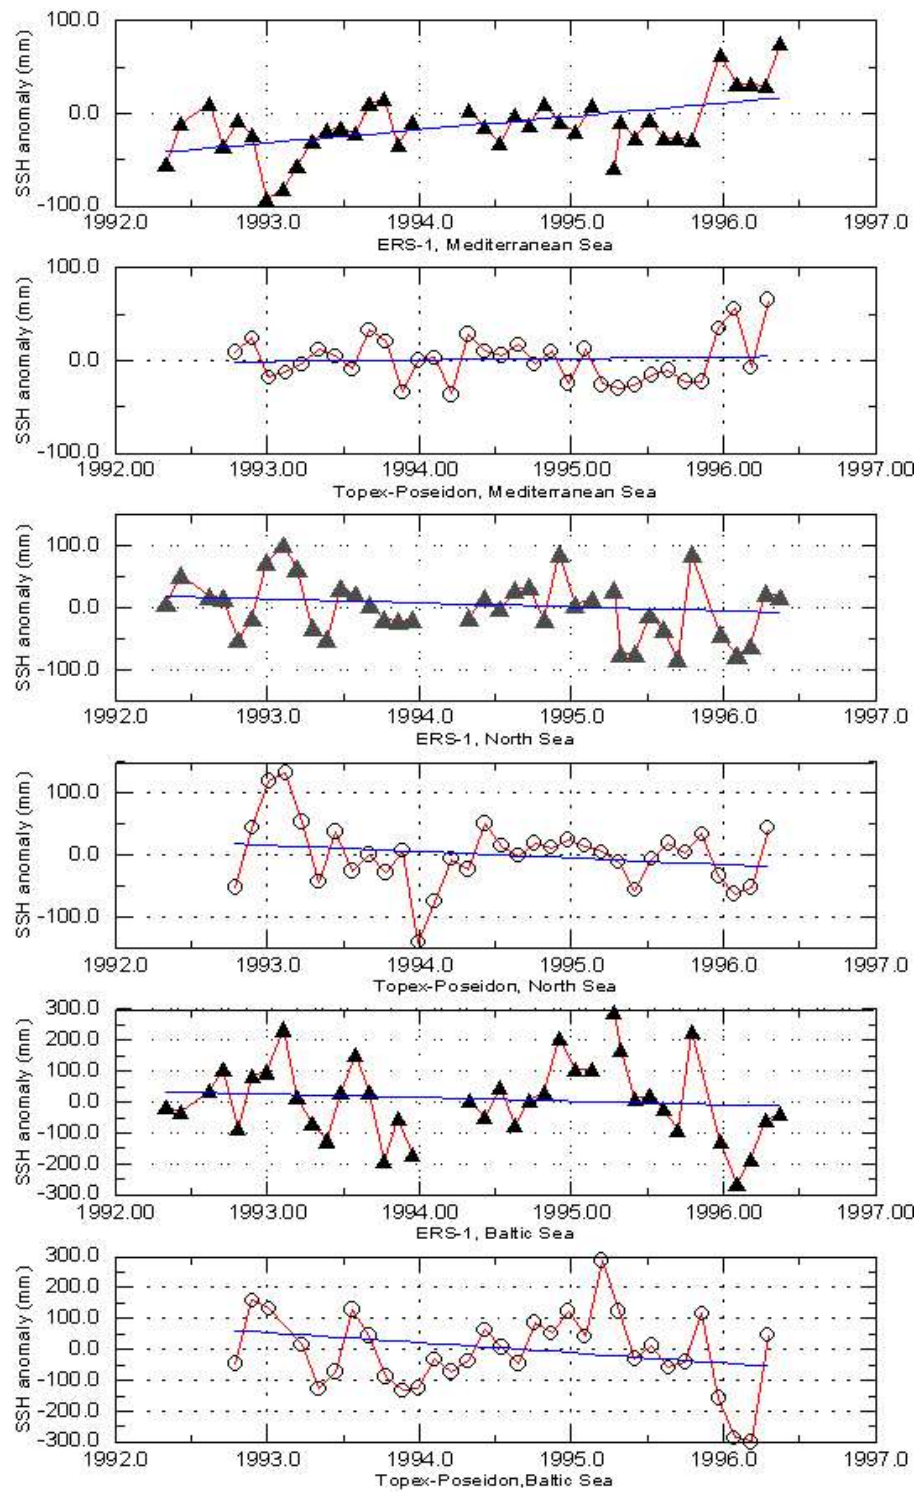 100.0
0.0
-100.0
SSH anomaly (mm)
1992.0 1993.0 1994.0 1995.0 1996.0 1997.0
ERS-1, Mediterranean Sea
100.0
0.0
-100.0
SSH anomaly (mm)
1992.00 1993.00 1994.00 1995.00 1996.00 1997.00
Topex-Poseidon, Mediterranean Sea
100.0
0.0
-100.0
SSH anomaly (mm)
1992.0 1993.0 1994.0 1995.0 1996.0 1997.0
ERS-1, North Sea
100.0
0.0
-100.0
SSH anomaly (mm)
1992.0 1993.0 1994.0 1995.0 1996.0 1997.0
Topex-Poseidon, North Sea
300.0
200.0
100.0
0.0
-100.0
-200.0
-300.0
SSH anomaly (mm)
1992.00 1993.00 1994.00 1995.00 1996.00 1997.00
ERS-1, Baltic Sea
300.0
200.0
100.0
0.0
-100.0
-200.0
-300.0
SSH anomaly (mm)
1992.0 1993.0 1994.0 1995.0 1996.0 1997.0
Topex-Poseidon,Baltic Sea